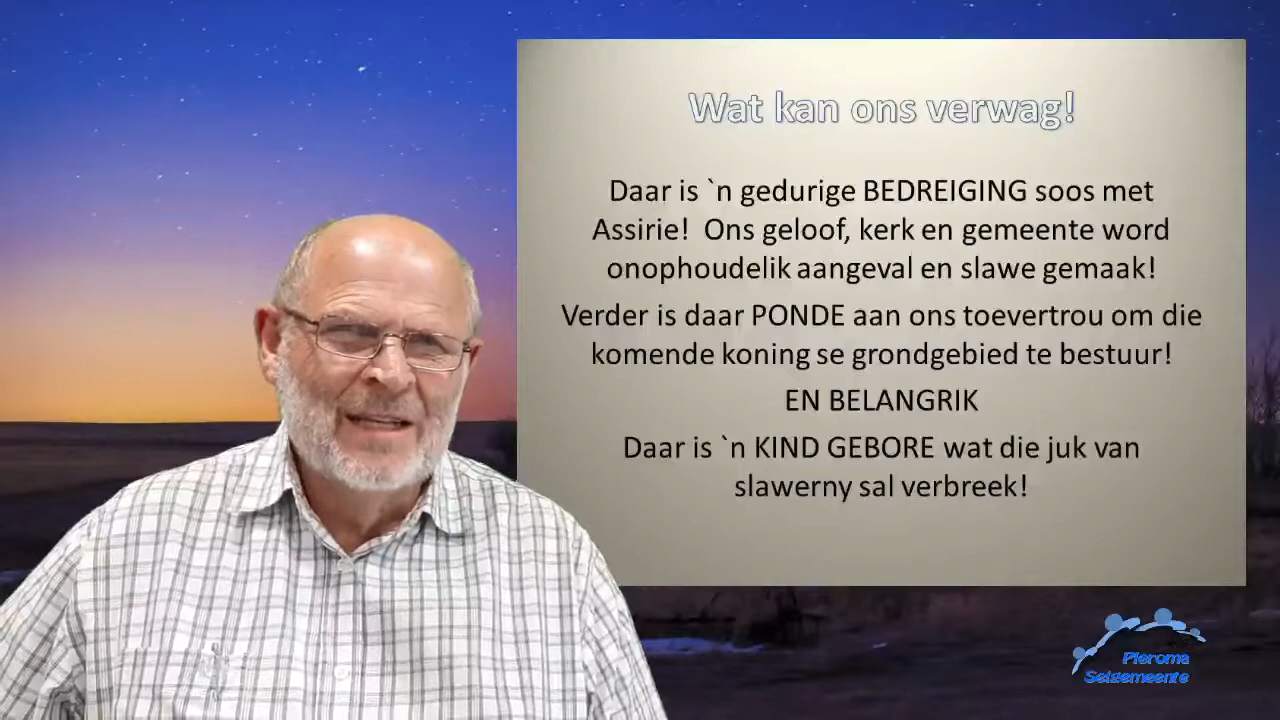 Wat kan ons verwag!
Daar is `n gedurige BEDREIGING soos met
Assirie!  Ons geloof, kerk en gemeente word
onophoudelik aangeval en slawe gemaak!
Verder is daar PONDE aan ons toevertrou om die
komende koning se grondgebied te bestuur!
EN BELANGRIK
Daar is `n KIND GEBORE wat die juk van
slawerny sal verbreek!
Pleroma
Selgemeente